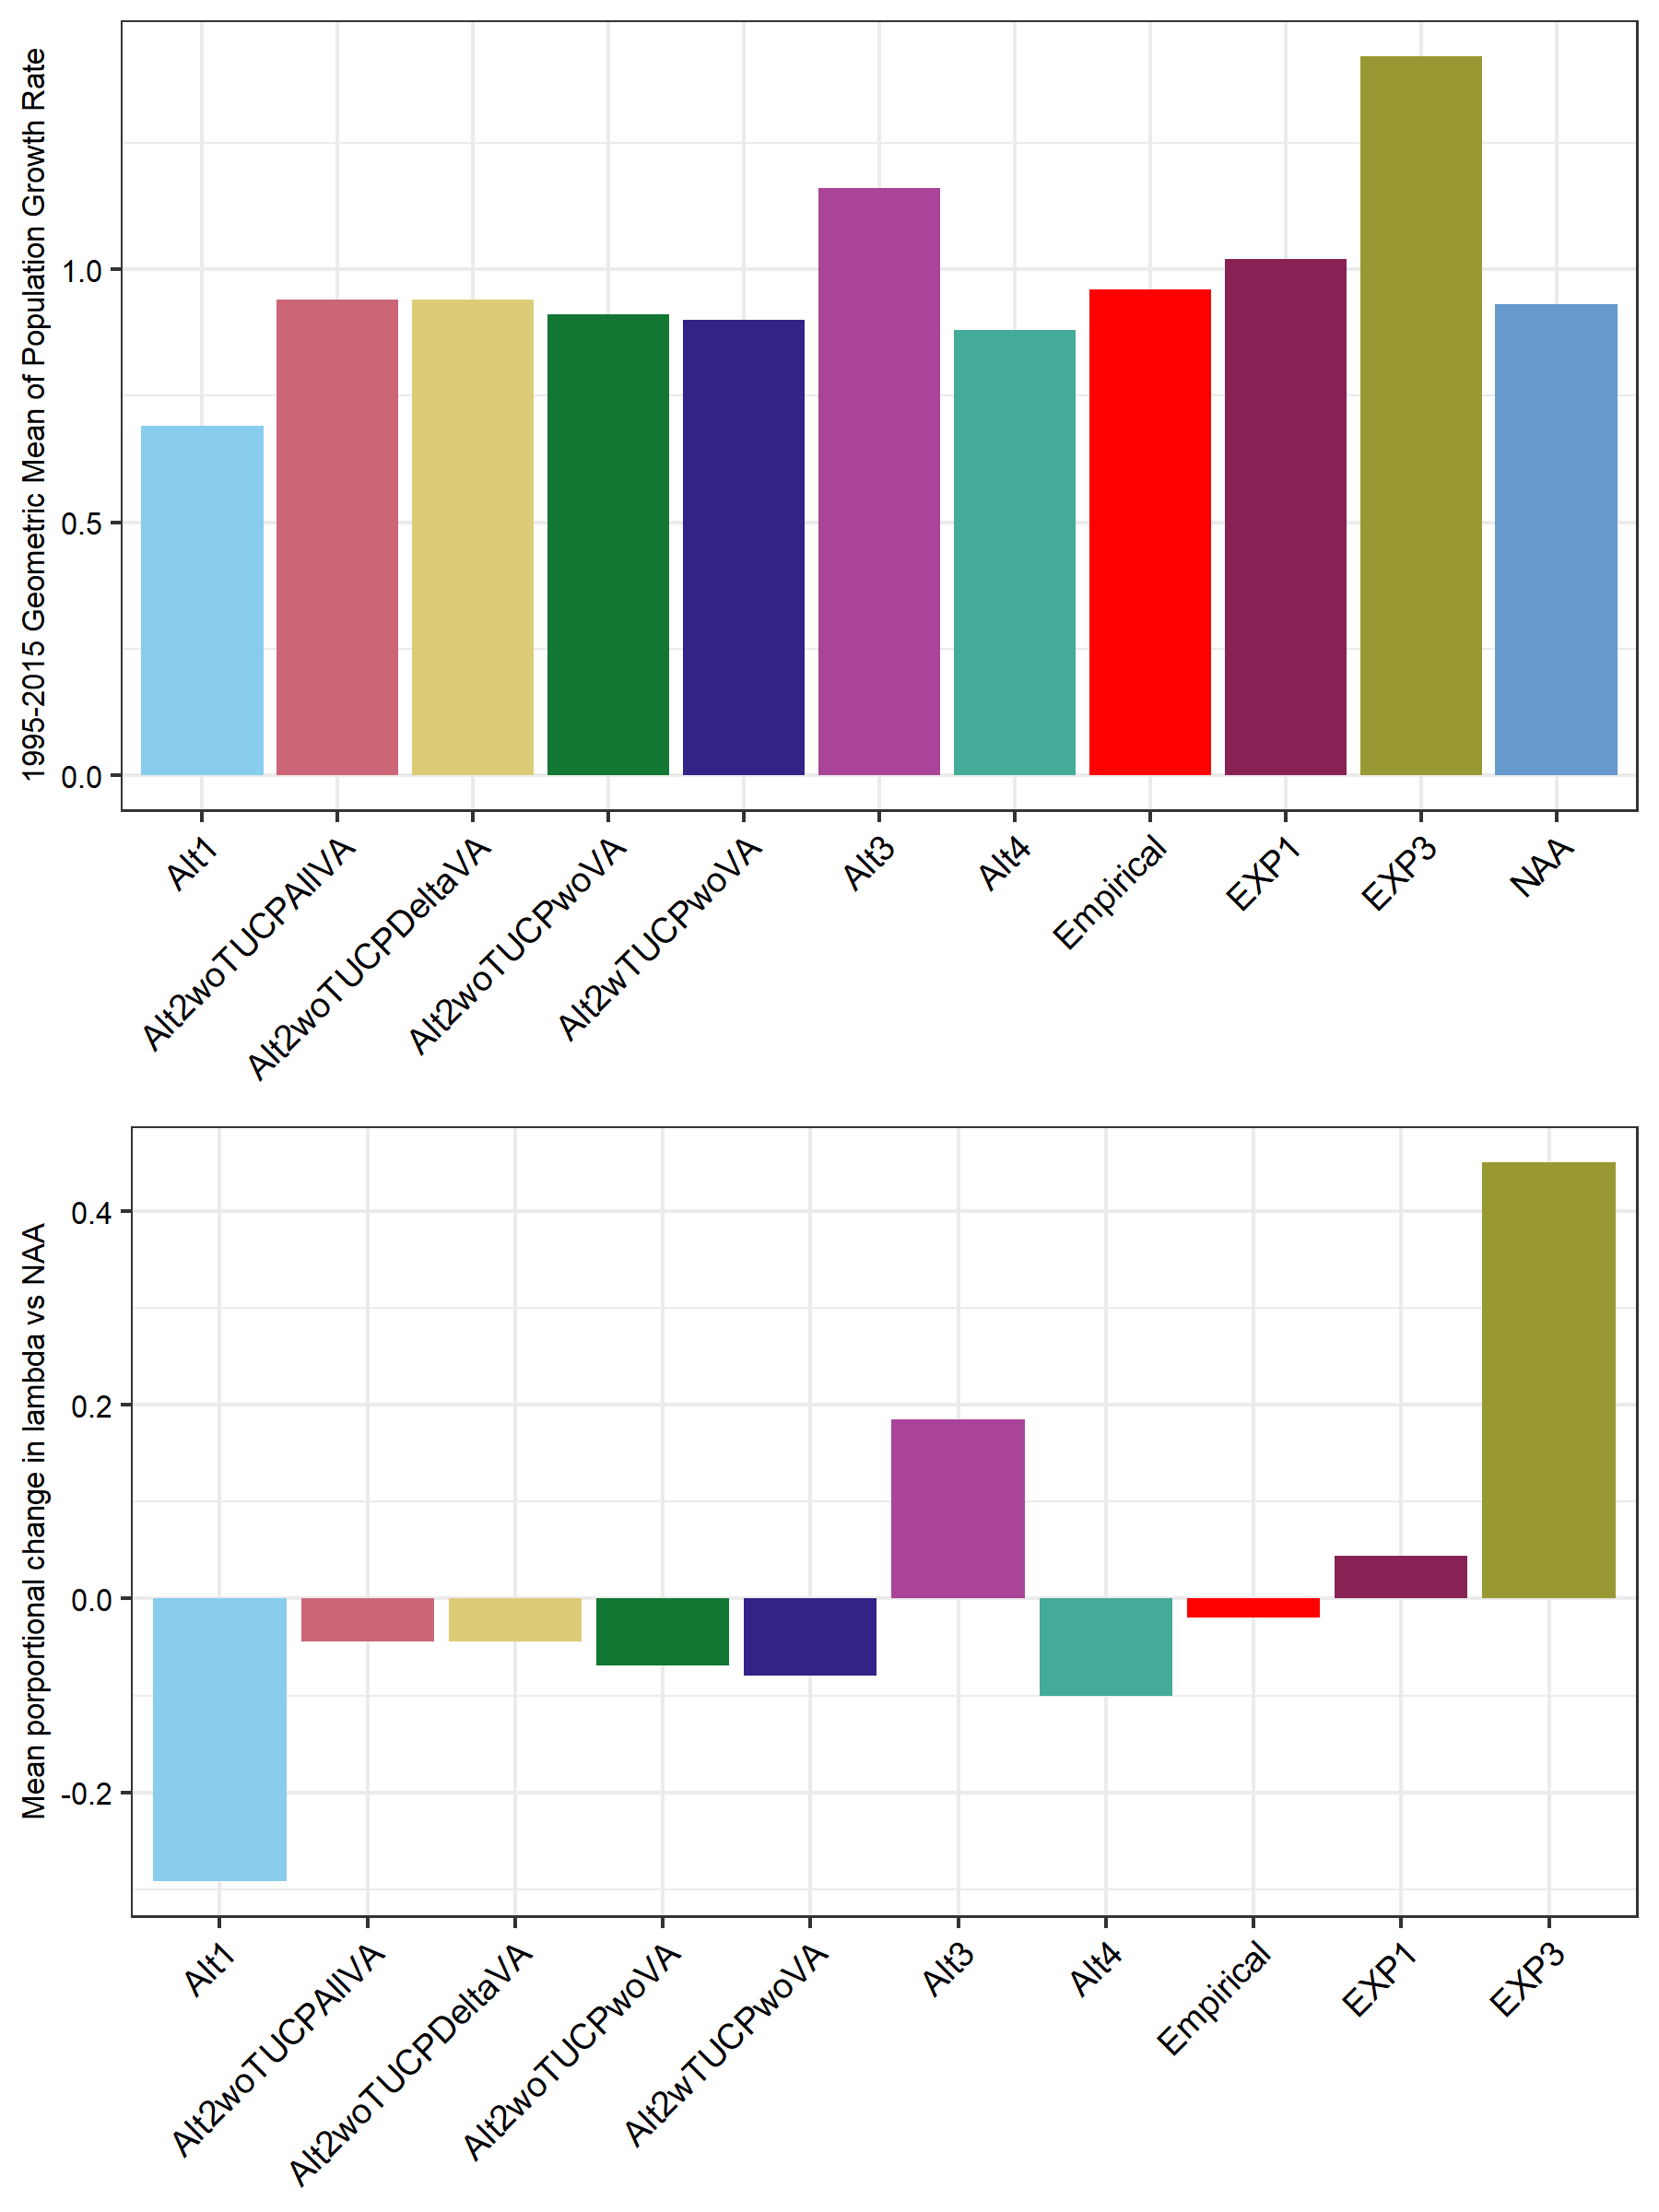 1995-2015 Geometric Mean of Population Growth Rate
1.0
0.5
0.0
Alt1
Alt2woTUCPAllVA
Alt2woTUCPDeltaVA
Alt2woTUCPwoVA
Alt2wTUCPwoVA
Alt3
Alt4
Empirical
EXP1
EXP3
NAA
Mean porportional change in lambda vs NAA
0.4
0.2
0.0
-0.2
Alt1
Alt2woTUCPAllVA
Alt2woTUCPDeltaVA
Alt2woTUCPwoVA
Alt2wTUCPwoVA
Alt3
Alt4
Empirical
EXP1
EXP3